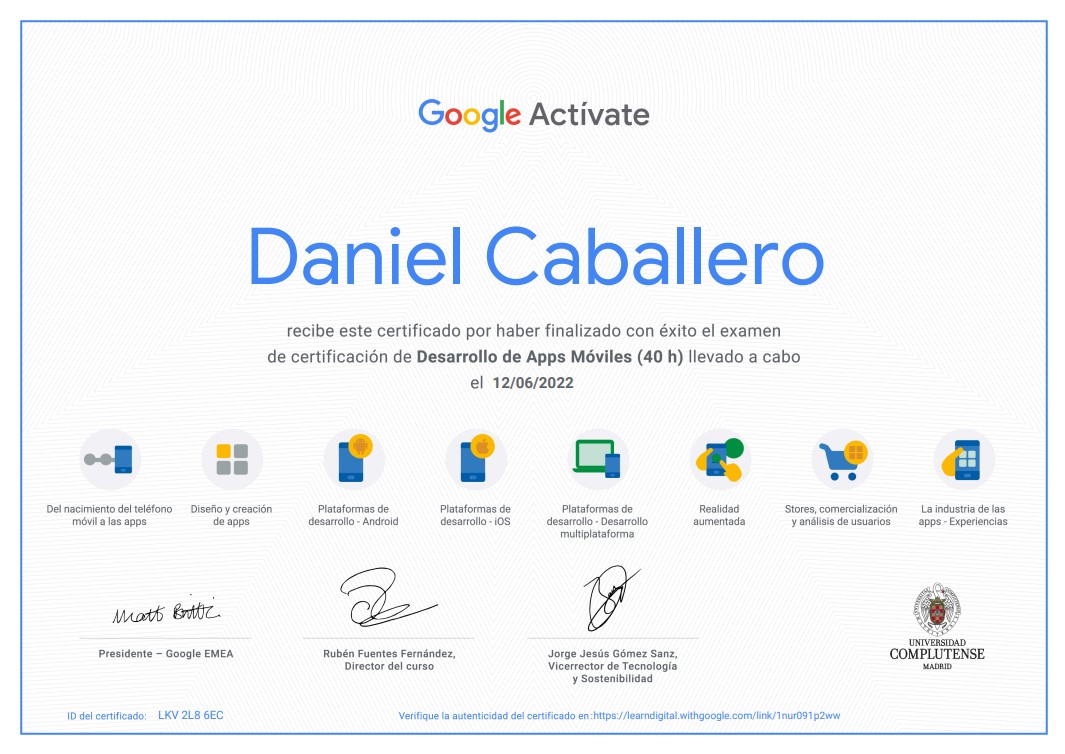 Google Actívate
Daniel Caballero
recibe este certificado por haber finalizado con éxito el examen
de certificación de Desarrollo de Apps Móviles (40 h) llevado a cabo
el 12/06/2022
Del nacimiento del teléfono
móvil a las apps
Diseño y creación
de apps
Plataformas de
desarrollo - Android
Plataformas de
desarrollo - iOS
Plataformas de
desarrollo - Desarrollo
multiplataforma
Realidad
aumentada
Stores, comercialización
y análisis de usuarios
La industria de las
apps - Experiencias
Presidente – Google EMEA
Rubén Fuentes Fernández,
Director del curso
Jorge Jesús Gómez Sanz,
Vicerrector de Tecnología
y Sostenibilidad
UNIVERSIDAD
COMPLUTENSE
MADRID
ID del certificado: LKV 2L8 6EC
Verifique la autenticidad del certificado en:https://learndigital.withgoogle.com/link/1nur091p2ww